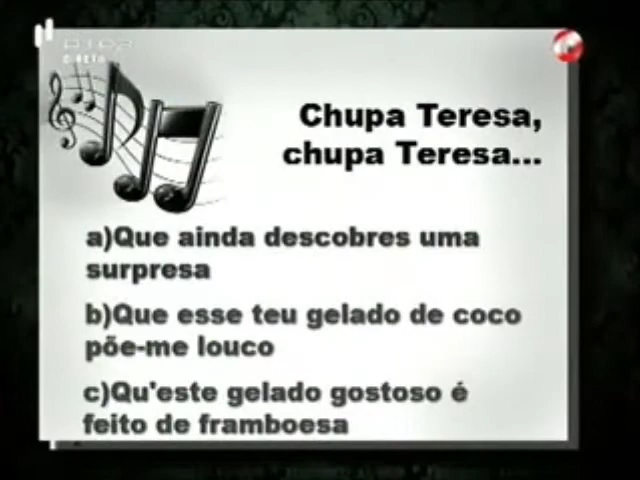 DIRETO
Chupa Teresa,
chupa Teresa...
a)Que ainda descobres uma
surpresa
b)Que esse teu gelado de coco
põe-me louco
c)Qu'este gelado gostoso é
feito de framboesa